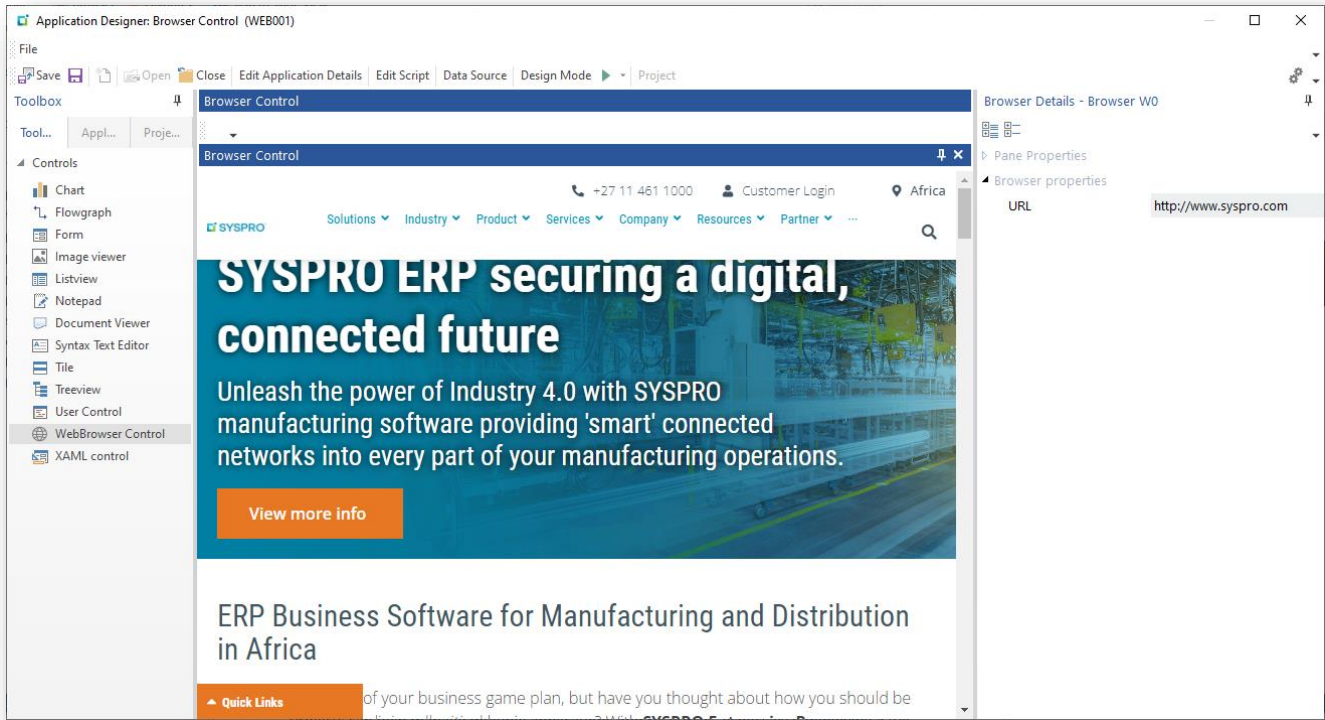 Application Designer: Browser Control (WEB001)
File
Save Open Close Edit Application Details Edit Script Data Source Design Mode Project
Toolbox
Tool... Appl... Proje...
Controls
Chart
Flowgraph
Form
Image viewer
Listview
Notepad
Document Viewer
Syntax Text Editor
Tile
Treeview
User Control
WebBrowser Control
XAML control
Browser Control
Browser Control
+27 11 461 1000 Customer Login Africa
SYSPRO Solutions Industry Product Services Company Resources Partner ...
SYSPRO ERP securing a digital,
connected future
Unleash the power of Industry 4.0 with SYSPRO
manufacturing software providing 'smart' connected
networks into every part of your manufacturing operations.
View more info
ERP Business Software for Manufacturing and Distribution
in Africa
Quick Links
of your business game plan, but have you thought about how you should be
Browser Details - Browser W0
Pane Properties
Browser properties
URL http://www.syspro.com